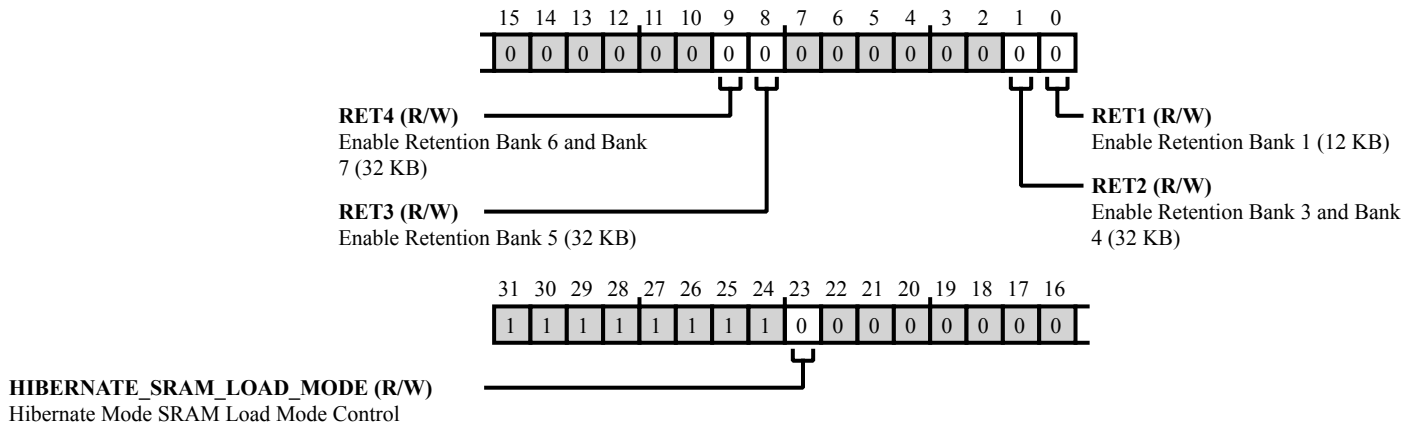 15 14 13 12 11 10 9 8 7 6 5 4 3 2 1 0
0 0 0 0 0 0 0 0 0 0 0 0 0 0 0 0
RET4 (R/W)
Enable Retention Bank 6 and Bank
7 (32 KB)
RET3 (R/W)
Enable Retention Bank 5 (32 KB)
RET1 (R/W)
Enable Retention Bank 1 (12 KB)
RET2 (R/W)
Enable Retention Bank 3 and Bank
4 (32 KB)
31 30 29 28 27 26 25 24 23 22 21 20 19 18 17 16
1 1 1 1 1 1 1 1 0 0 0 0 0 0 0 0
HIBERNATE_SRAM_LOAD_MODE (R/W)
Hibernate Mode SRAM Load Mode Control